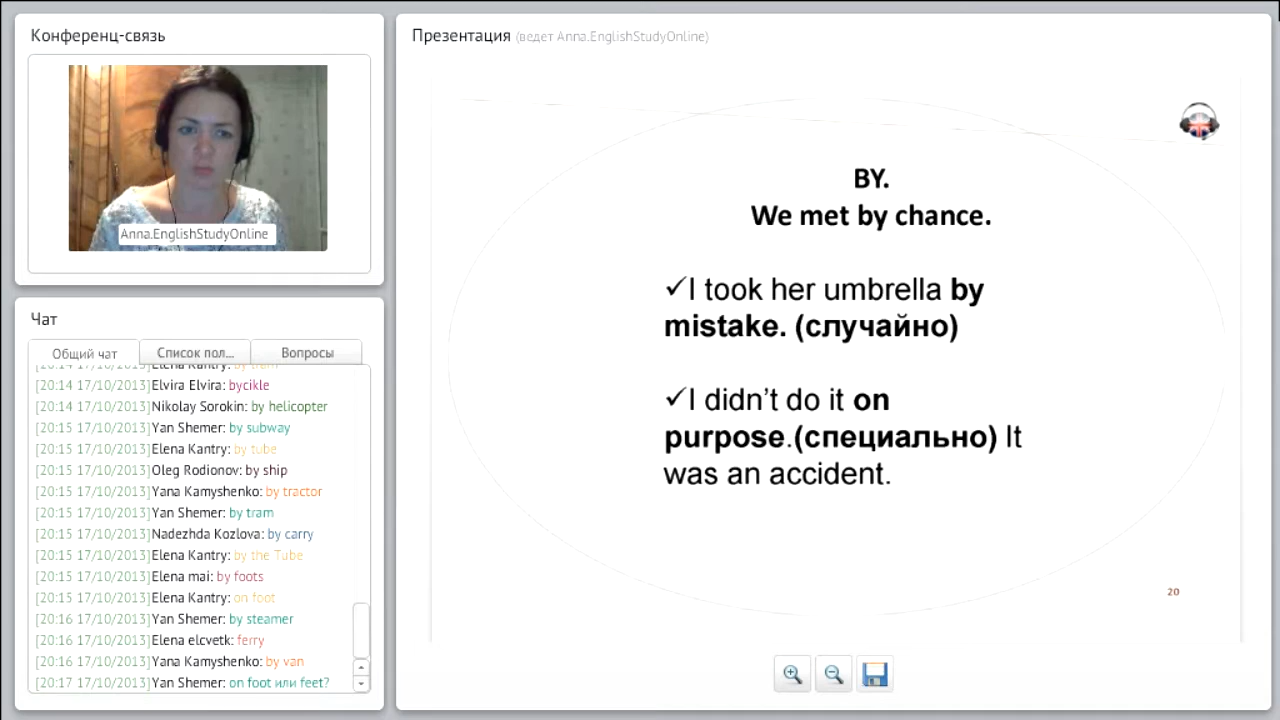 Конференц-связь
Anna.EnglishStudyOnline
Чат
Общий чат
Список пол...
Вопросы
[20:14 17/10/2013]Elena Kantry: by tram
[20:14 17/10/2013]Elvira Elvira: bycikle
[20:14 17/10/2013]Nikolay Sorokin: by helicopter
[20:15 17/10/2013]Yan Shemer: by subway
[20:15 17/10/2013]Elena Kantry: by tube
[20:15 17/10/2013]Oleg Rodionov: by ship
[20:15 17/10/2013]Yana Kamyshenko: by tractor
[20:15 17/10/2013]Yan Shemer: by tram
[20:15 17/10/2013]Nadezhda Kozlova: by carry
[20:15 17/10/2013]Elena Kantry: by the Tube
[20:15 17/10/2013]Elena mai: by foots
[20:15 17/10/2013]Elena Kantry: on foot
[20:16 17/10/2013]Yan Shemer: by steamer
[20:16 17/10/2013]Elena elcvetk: ferry
[20:16 17/10/2013]Yana Kamyshenko: by van
[20:17 17/10/2013]Yan Shemer: on foot или feet?
Презентация (ведет Anna.EnglishStudyOnline)
BY.
We met by chance.
✓I took her umbrella by
mistake. (случайно)
✓I didn't do it on
purpose.(специально) It
was an accident.
20